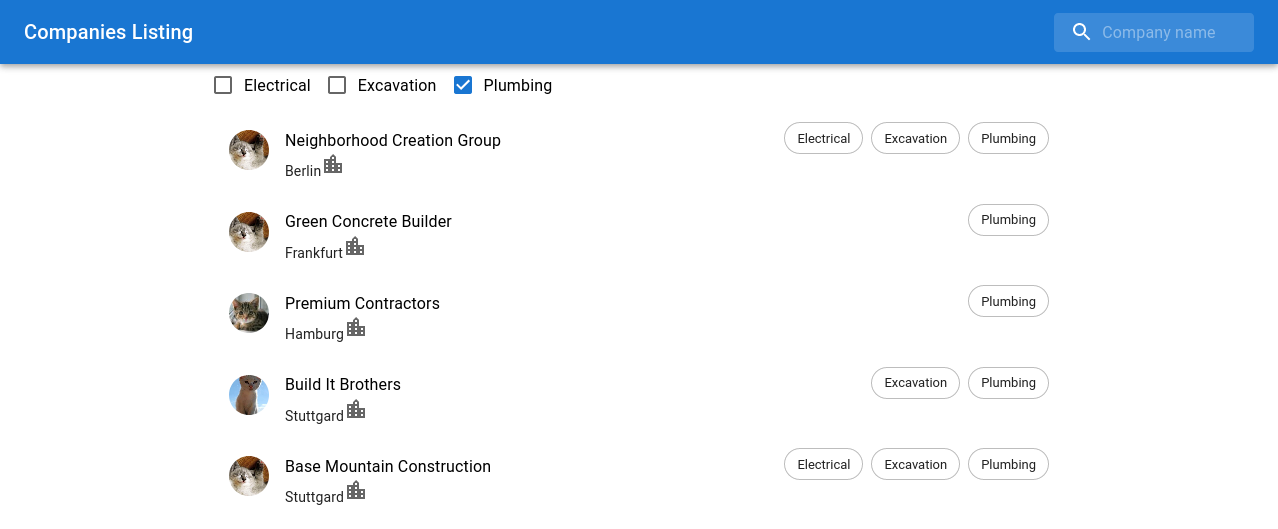 Companies Listing
Company name
Electrical Excavation Plumbing
Neighborhood Creation Group Electrical Excavation Plumbing
Berlin
Green Concrete Builder Plumbing
Frankfurt
Premium Contractors Plumbing
Hamburg
Build It Brothers Excavation Plumbing
Stuttgard
Base Mountain Construction Electrical Excavation Plumbing
Stuttgard